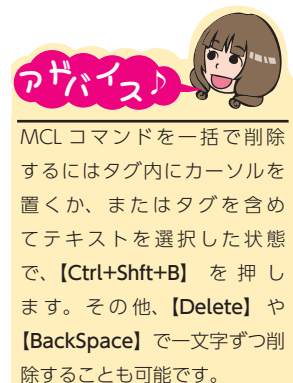 アドバイス♪
MCL コマンドを一括で削除
するにはタグ内にカーソルを
置くか、またはタグを含め
てテキストを選択した状態
で、【Ctrl+Shft+B】 を押し
ます。その他、【Delete】 や
【BackSpace】で一文字ずつ削
除することも可能です。